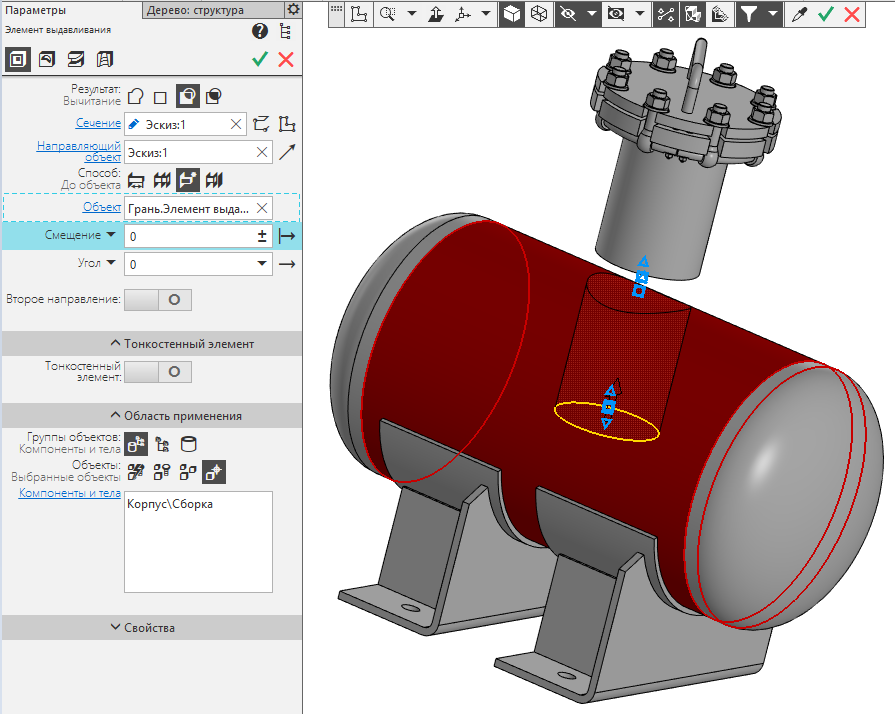 Параметры
Дерево: структура
Элемент выдавливания
Результат:
Вычитание
Сечение
Эскиз:1
Направляющий
объект
Эскиз:1
Способ:
До объекта
Объект
Грань.Элемент выда...
Смещение
0
Угол
0
Второе направление:
Тонкостенный элемент
Тонкостенный
элемент:
Область применения
Группы объектов:
Компоненты и тела
Объекты:
Выбранные объекты
Компоненты и тела
Корпус\Сборка
Свойства